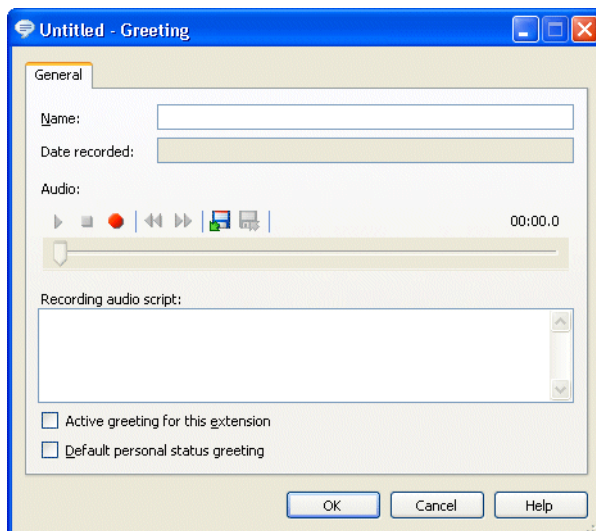 Untitled - Greeting
General
Name:
Date recorded:
Audio:
00:00.0
Recording audio script:
Active greeting for this extension
Default personal status greeting
OK Cancel Help